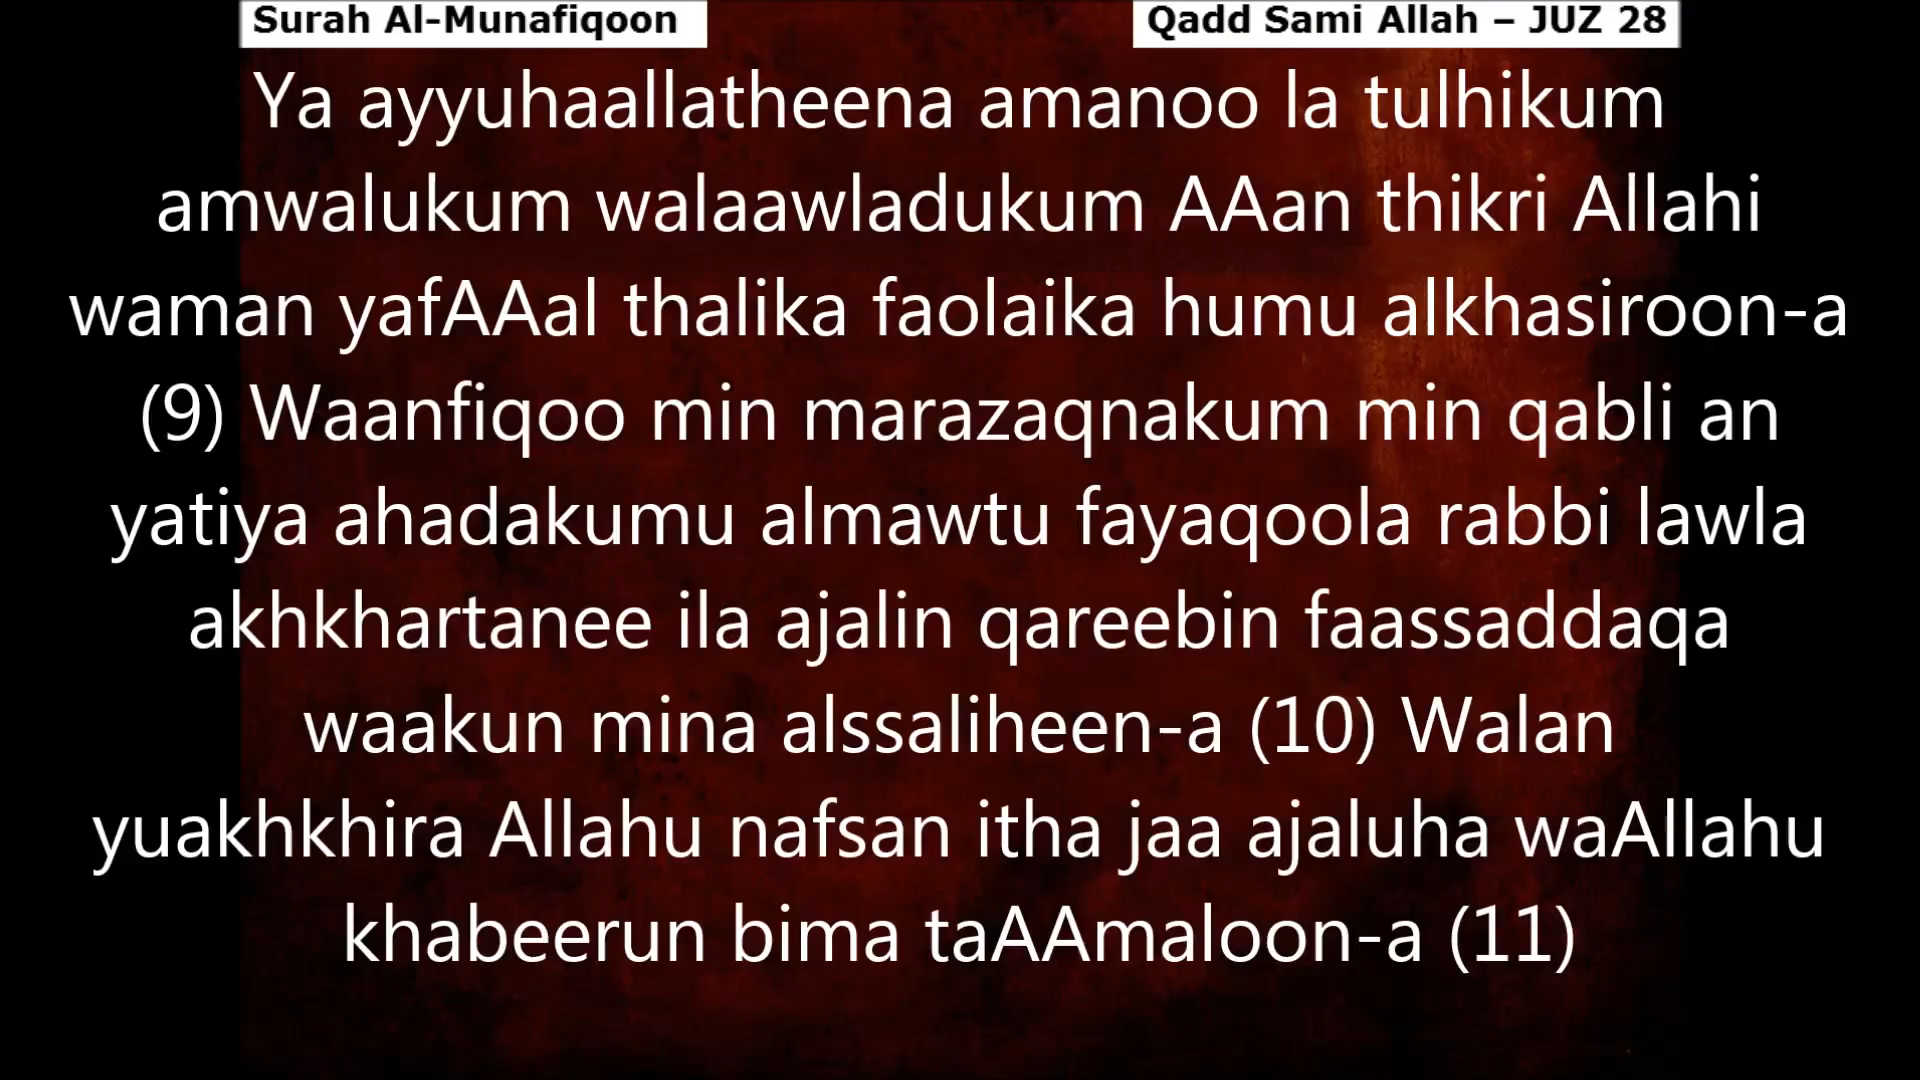 Surah Al-Munafiqoon
Qadd Sami Allah – JUZ 28
Ya ayyuhaallatheena amanoo la tulhikum
amwalukum walaawladukum AAan thikri Allahi
waman yafAAal thalika faolaika humu alkhasiroon-a
(9) Waanfiqoo min marazaqnakum min qabli an
yatiya ahadakumu almawtu fayaqoola rabbi lawla
akhkhartanee ila ajalin qareebin faassaddaqa
waakun mina alssaliheen-a (10) Walan
yuakhkhira Allahu nafsan itha jaa ajaluha waAllahu
khabeerun bima taAAmaloon-a (11)